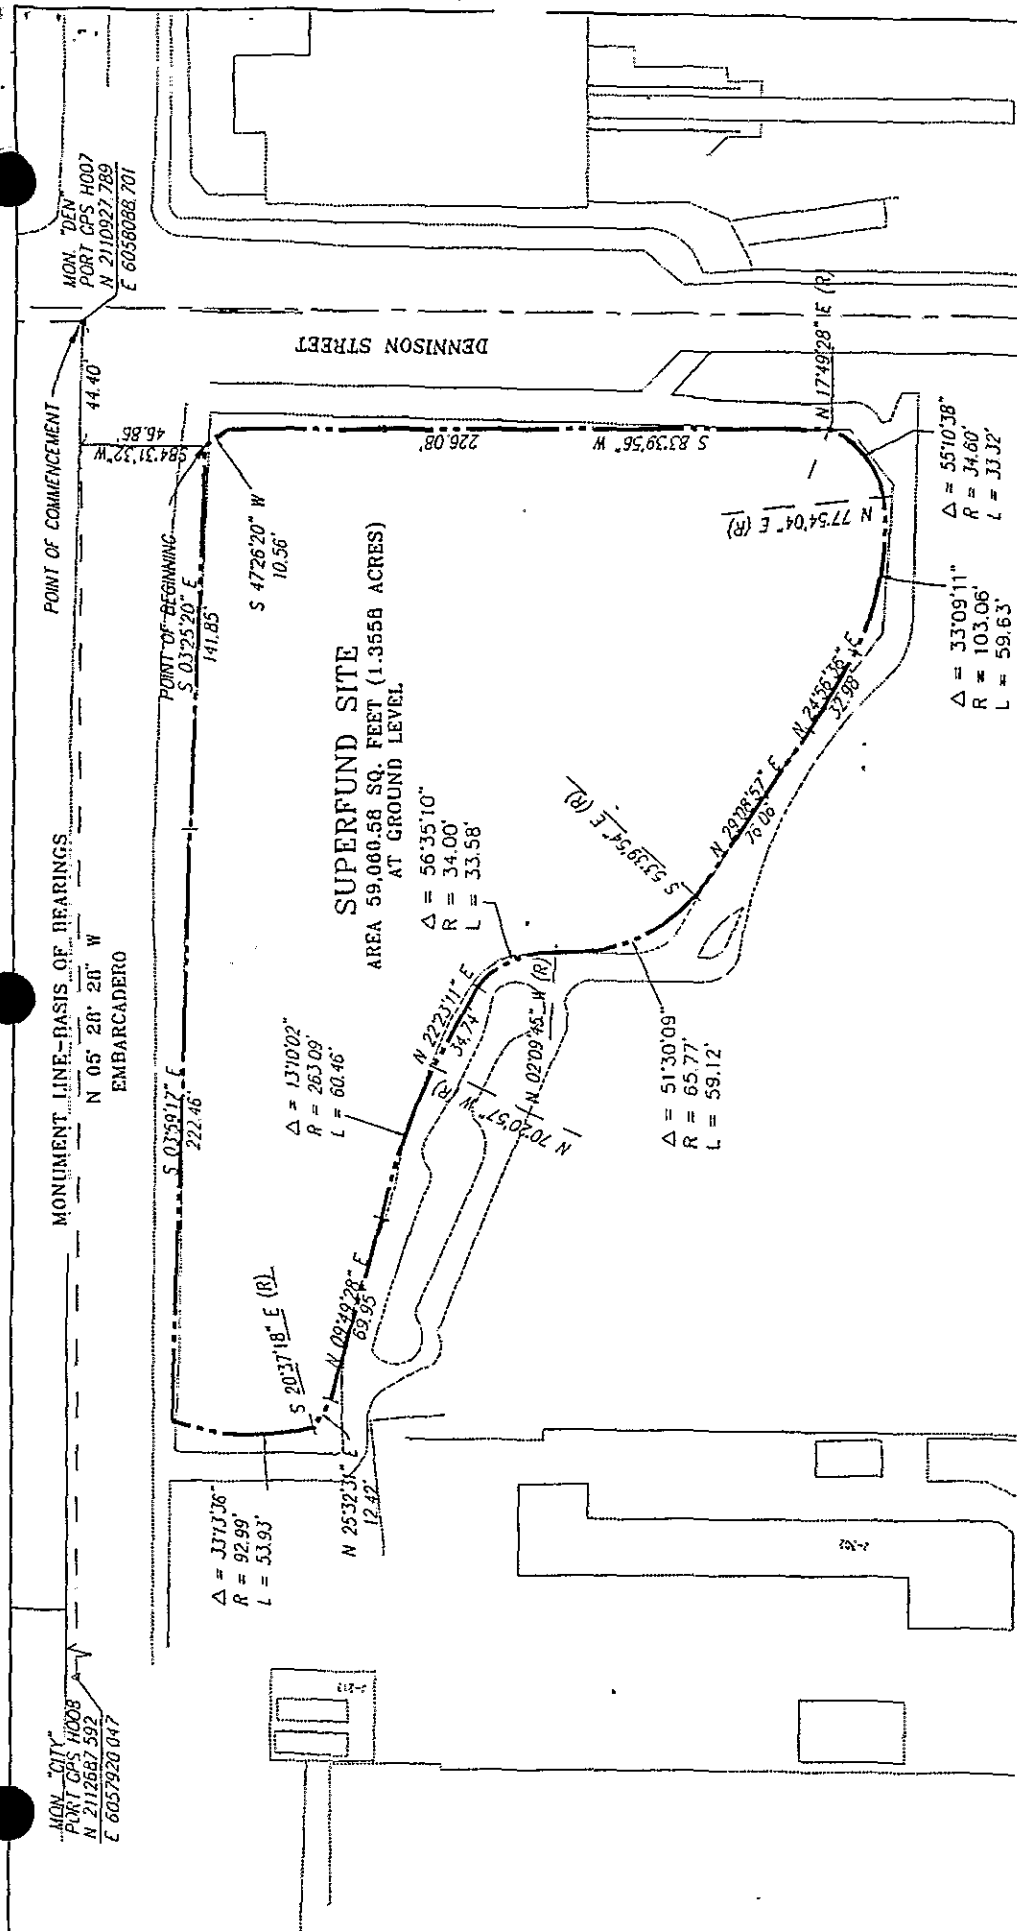 MON. "CITY"
PORT GPS H008
N 2112687.592
E 6057920.047
MONUMENT LINE-BASIS OF BEARINGS
N 05° 28' 28" W
EMBARCADERO
POINT OF COMMENCEMENT
44.40'
MON. "DEN"
PORT GPS H007
N 2110927.789
E 6058088.701
S84°31'32"W
46.86'
POINT OF BEGINNING
S 03°25'20" E
141.85'
S 03°59'17" E
222.46'
S 47°26'20" W
10.56'
DENNISON STREET
226.08'
S 83°39'56" W
SUPERFUND SITE
AREA 59,060.58 SQ. FEET (1.3558 ACRES)
AT GROUND LEVEL
Δ = 56°35'10"
R = 34.00'
L = 33.58'
Δ = 13°10'02"
R = 263.09'
L = 60.46'
Δ = 33°13'36"
R = 92.99'
L = 53.93'
S 20°37'18" E (R)
N 25°32'31" E
12.42'
N 09°49'28" E
69.95'
N 22°23'11" E
34.74'
N 70°20'57" W (R)
N 02°09'45" W (R)
Δ = 51°30'09"
R = 65.77'
L = 59.12'
S 53°39'54" E (R)
N 29°08'57" E
76.06'
N 24°56'36" E
32.98'
N 77°54'04" E (R)
N 17°49'28" E (R)
Δ = 33°09'11"
R = 103.06'
L = 59.63'
Δ = 55°10'38"
R = 34.60'
L = 33.32'